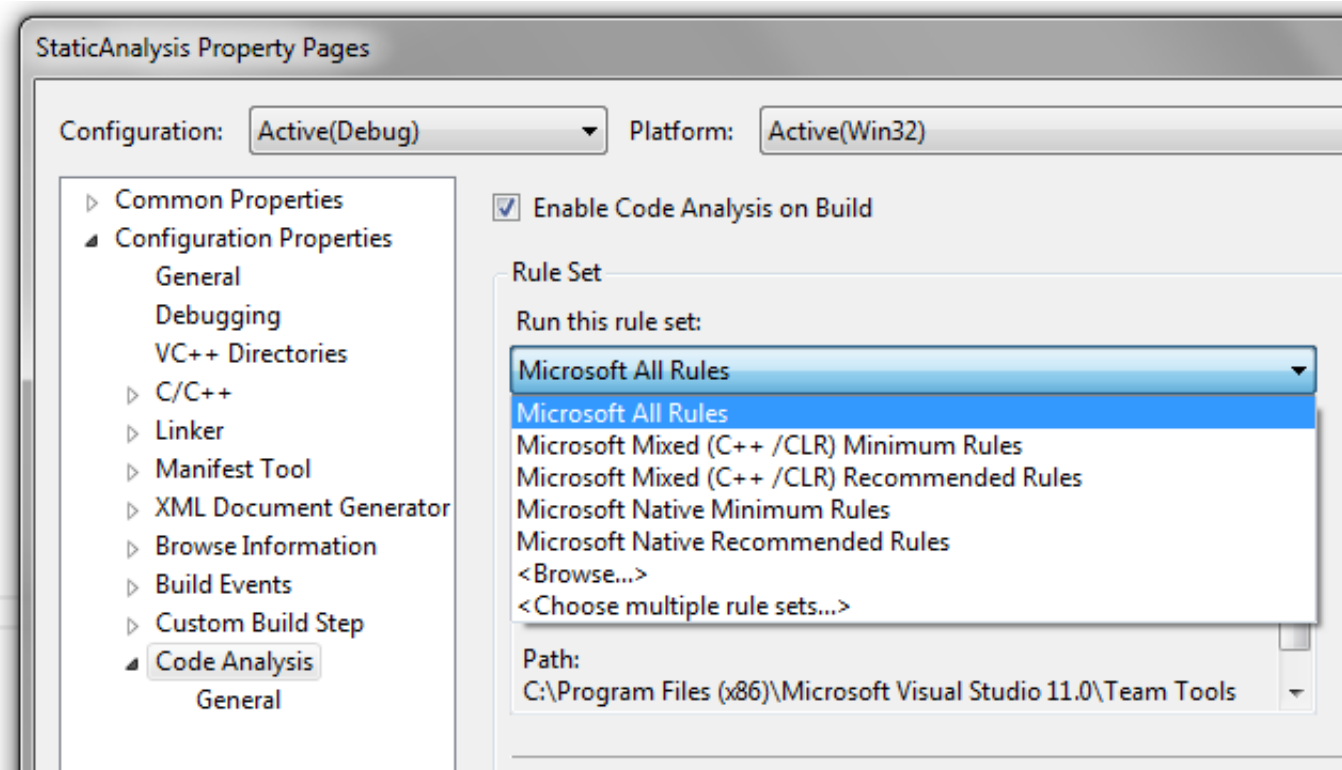 StaticAnalysis Property Pages
Configuration: Active(Debug) Platform: Active(Win32)
Common Properties
Configuration Properties
General
Debugging
VC++ Directories
C/C++
Linker
Manifest Tool
XML Document Generator
Browse Information
Build Events
Custom Build Step
Code Analysis
General
Enable Code Analysis on Build
Rule Set
Run this rule set:
Microsoft All Rules
Microsoft All Rules
Microsoft Mixed (C++ /CLR) Minimum Rules
Microsoft Mixed (C++ /CLR) Recommended Rules
Microsoft Native Minimum Rules
Microsoft Native Recommended Rules
<Browse...>
<Choose multiple rule sets...>
Path:
C:\Program Files (x86)\Microsoft Visual Studio 11.0\Team Tools